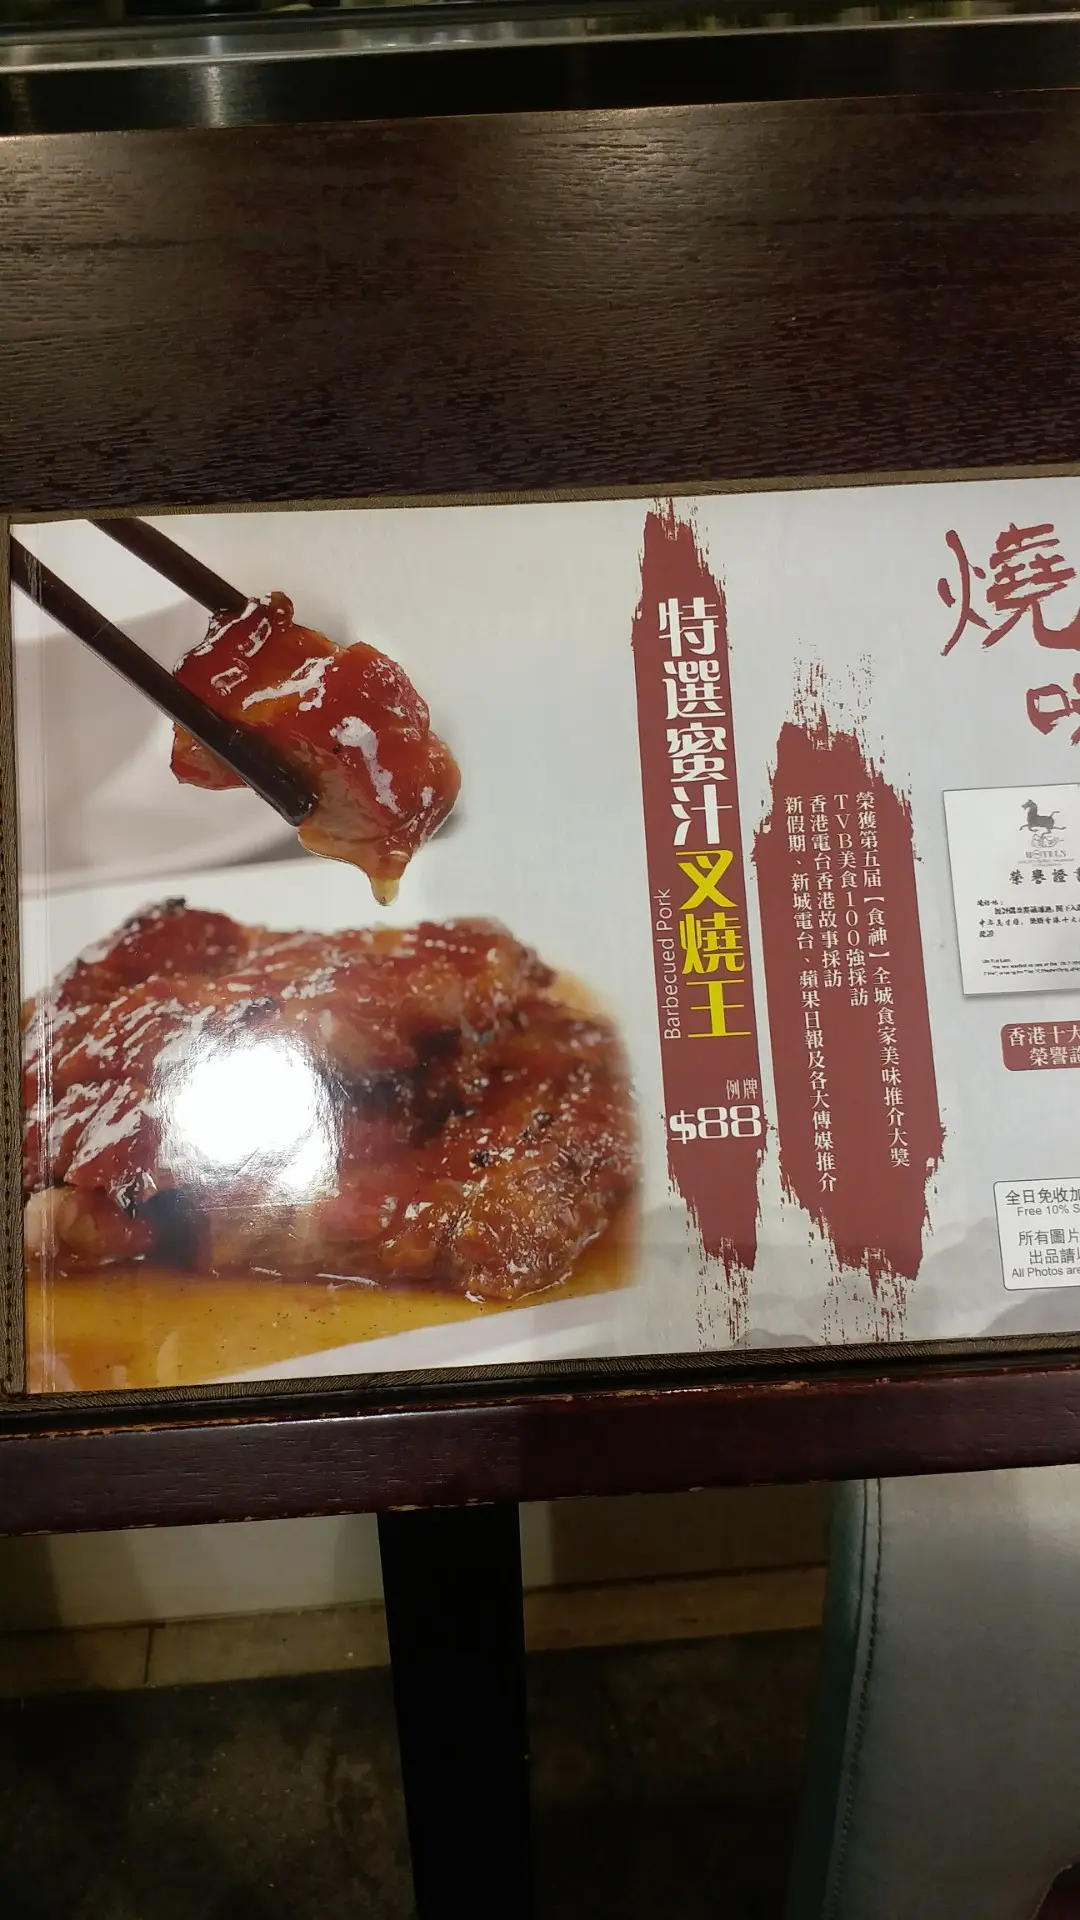 特選蜜汁叉燒王
Barbecued Pork
例牌
$88
榮獲第五届【食神】全城食家美味推介大獎
TVB美食100強採訪
香港電台香港故事採訪
新假期、新城電台、蘋果日報及各大傳媒推介
燒
味
榮譽證
香港十大
榮譽
全日免收加
Free 10% S
所有圖片
出品請
All Photos are